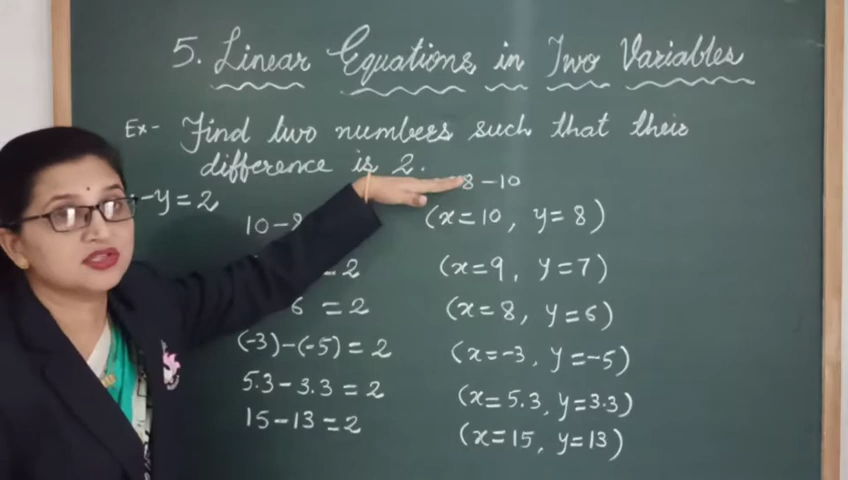 5. Linear Equations in Two Variables
Ex- Find two numbers such that their
difference is 2.
8 - 10
- y = 2
10 - 8 (x = 10, y = 8)
= 2 (x = 9, y = 7)
6 = 2 (x = 8, y = 6)
(-3) - (-5) = 2 (x = -3, y = -5)
5.3 - 3.3 = 2 (x = 5.3, y = 3.3)
15 - 13 = 2 (x = 15, y = 13)